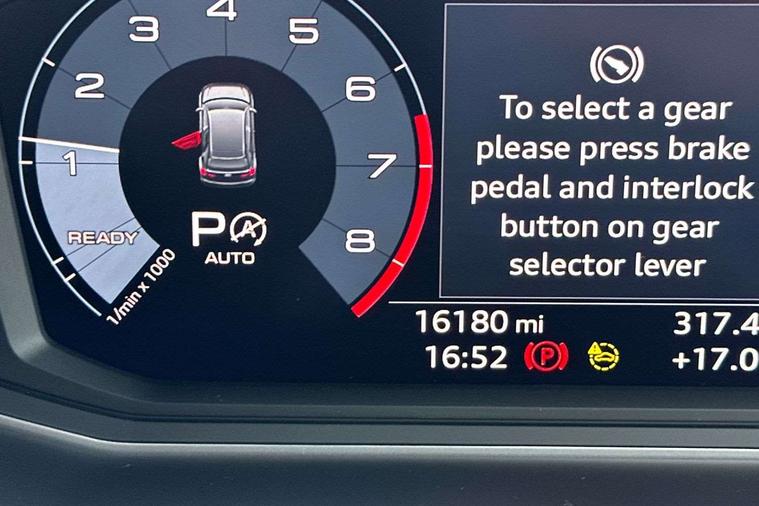 4
3
5
2
6
1
7
READY
8
1/min x 1000
P
A
AUTO
To select a gear
please press brake
pedal and interlock
button on gear
selector lever
16180 mi
317.4
16:52
P
+17.0